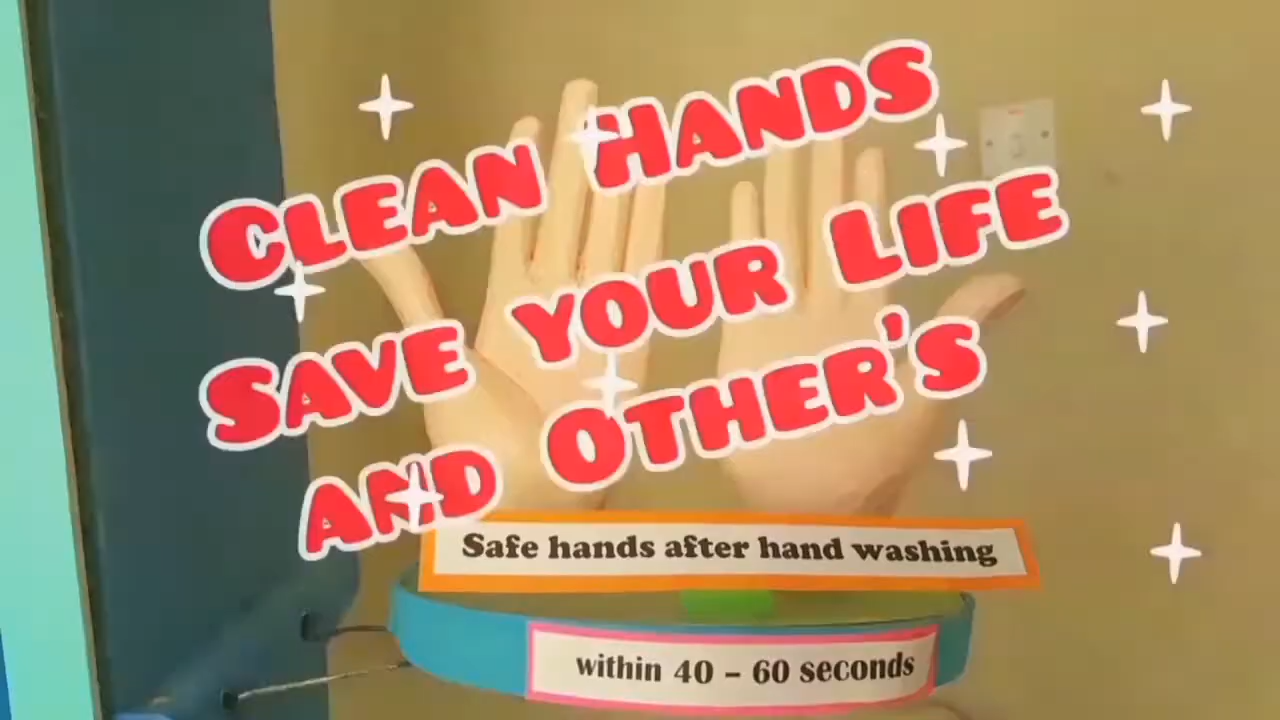 Clean Hands
Save your Life
and Other's
Safe hands after hand washing
within 40 – 60 seconds